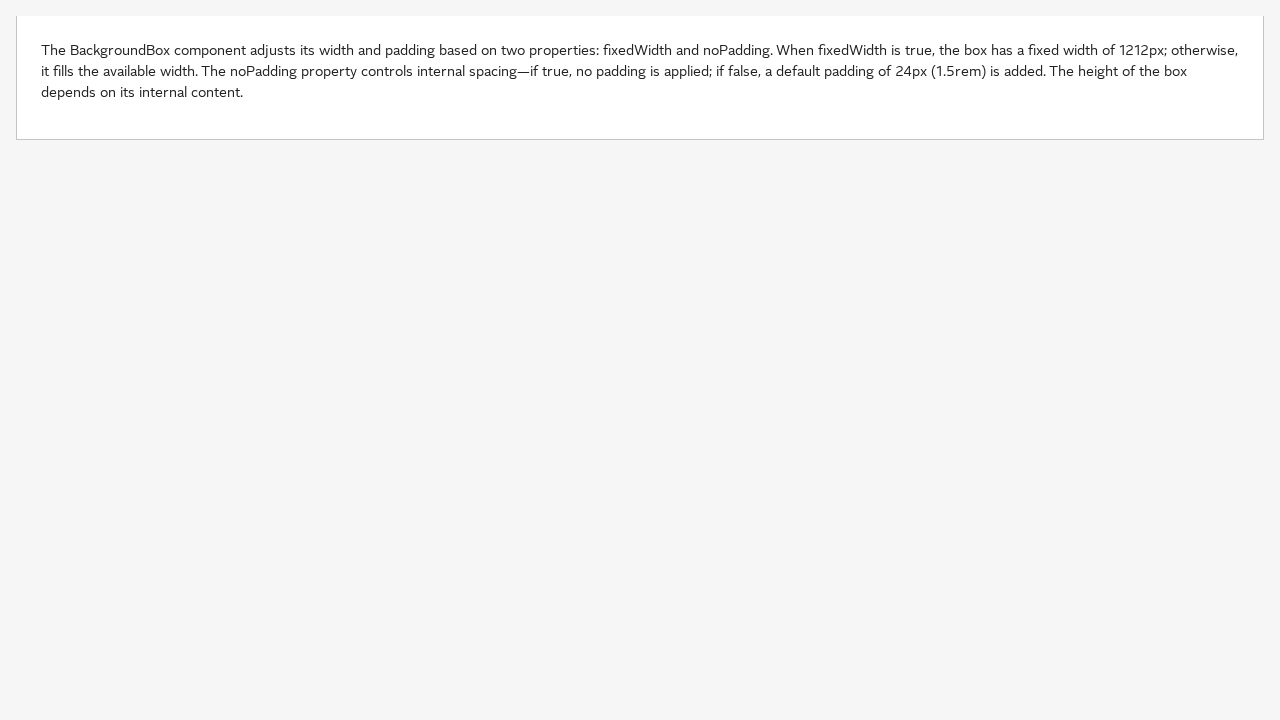 The BackgroundBox component adjusts its width and padding based on two properties: fixedWidth and noPadding. When fixedWidth is true, the box has a fixed width of 1212px; otherwise,
it fills the available width. The noPadding property controls internal spacing—if true, no padding is applied; if false, a default padding of 24px (1.5rem) is added. The height of the box
depends on its internal content.